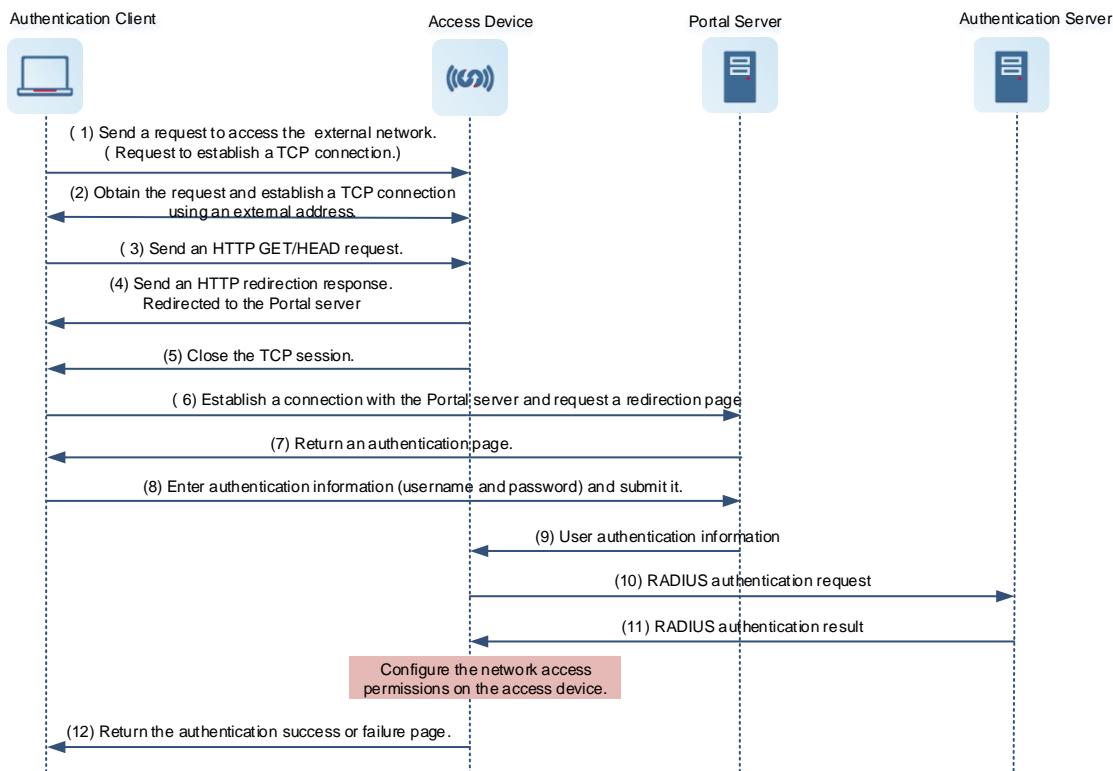 Authentication Client
Access Device
Portal Server
Authentication Server
( 1) Send a request to access the external network.
( Request to establish a TCP connection.)
(2) Obtain the request and establish a TCP connection
using an external address.
( 3) Send an HTTP GET/HEAD request.
(4) Send an HTTP redirection response.
Redirected to the Portal server
(5) Close the TCP session.
( 6) Establish a connection with the Portal server and request a redirection page
(7) Return an authentication page.
(8) Enter authentication information (username and password) and submit it.
(9) User authentication information
(10) RADIUS authentication request
(11) RADIUS authentication result
Configure the network access
permissions on the access device.
(12) Return the authentication success or failure page.